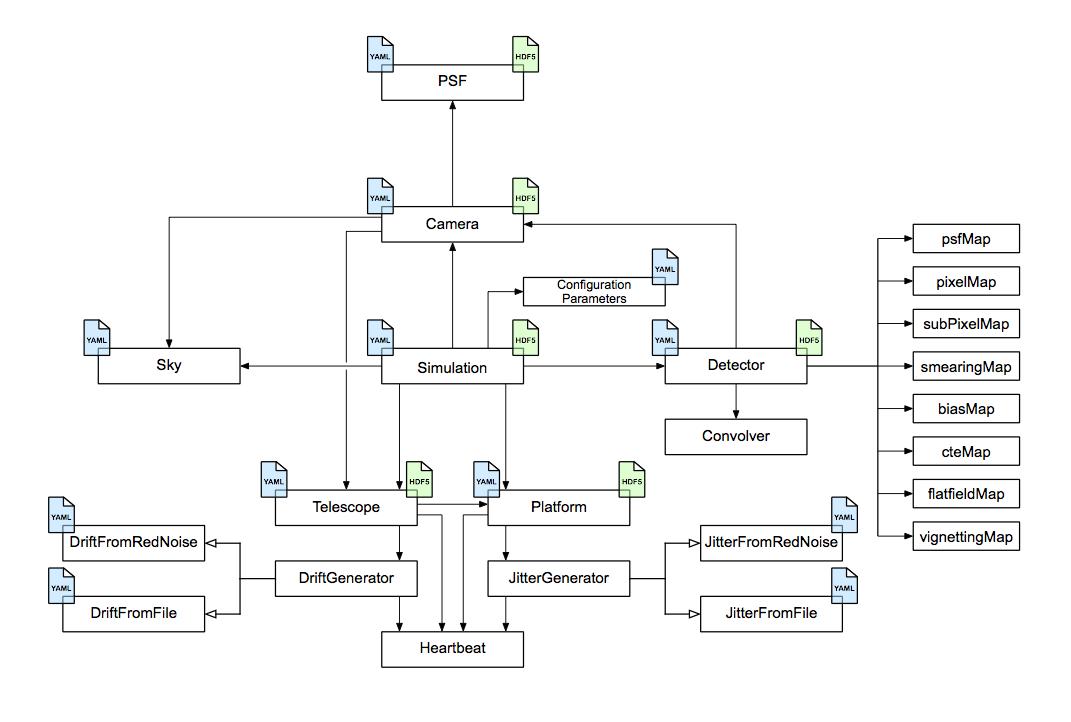 YAML
HDF5
PSF
YAML
HDF5
Camera
psfMap
YAML
Configuration
Parameters
pixelMap
subPixelMap
YAML
Sky
YAML
HDF5
Simulation
YAML
HDF5
Detector
smearingMap
biasMap
Convolver
cteMap
YAML
HDF5
Telescope
YAML
HDF5
Platform
flatfieldMap
vignettingMap
YAML
DriftFromRedNoise
YAML
JitterFromRedNoise
DriftGenerator
JitterGenerator
YAML
DriftFromFile
YAML
JitterFromFile
Heartbeat